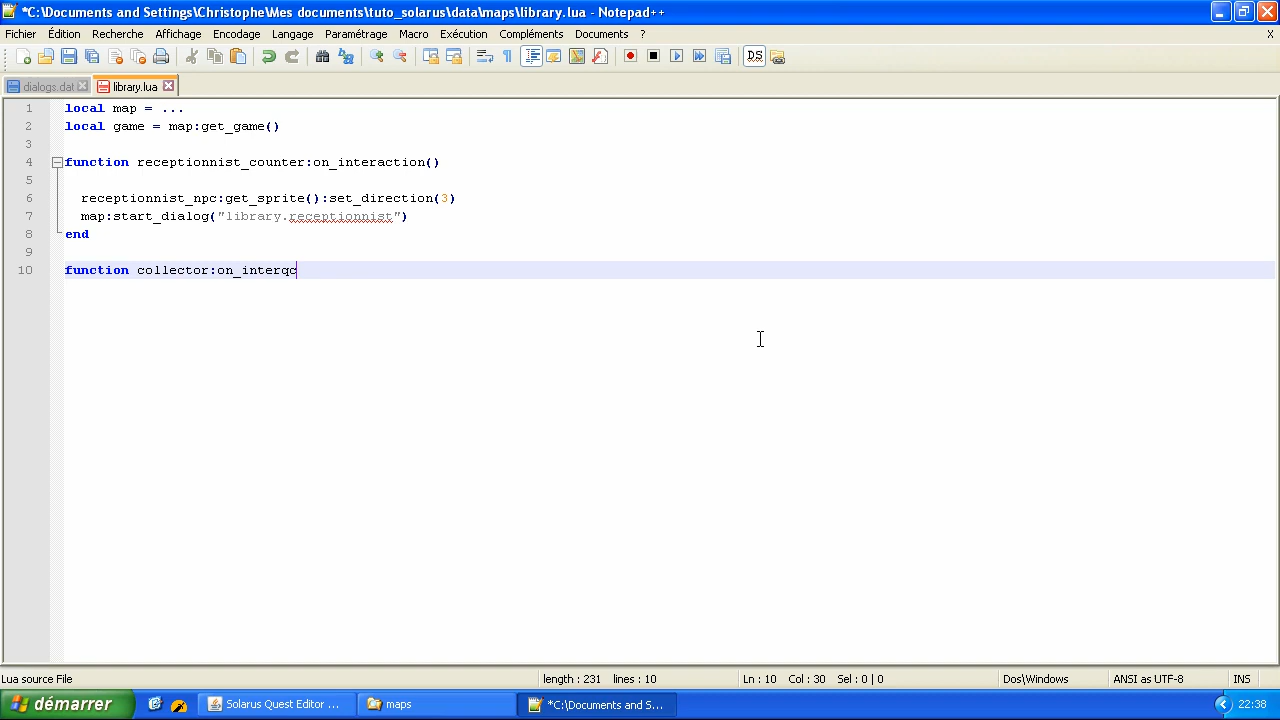 *C:\Documents and Settings\Christophe\Mes documents\tuto_solarus\data\maps\library.lua - Notepad++
Fichier Édition Recherche Affichage Encodage Langage Paramétrage Macro Exécution Compléments Documents ? X
dialogs.dat library.lua
1 local map = ...
2 local game = map:get_game()
3
4 function receptionnist_counter:on_interaction()
5
6 receptionnist_npc:get_sprite():set_direction(3)
7 map:start_dialog("library.receptionnist")
8 end
9
10 function collector:on_interqc
Lua source File length : 231 lines : 10 Ln : 10 Col : 30 Sel : 0 | 0 Dos\Windows ANSI as UTF-8 INS
démarrer Solarus Quest Editor ... maps *C:\Documents and S... 22:38